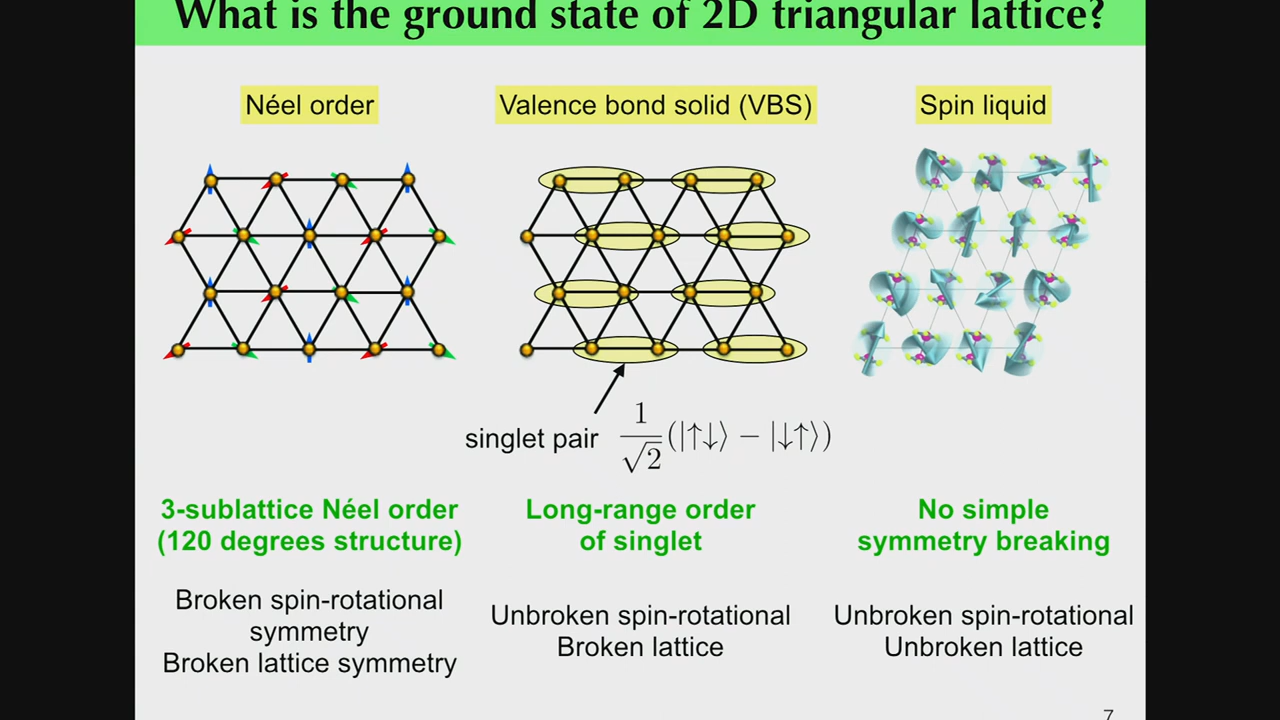 What is the ground state of 2D triangular lattice?
Néel order
Valence bond solid (VBS)
Spin liquid
singlet pair 1/√2 (|↑↓⟩ − |↓↑⟩)
3-sublattice Néel order
(120 degrees structure)
Long-range order
of singlet
No simple
symmetry breaking
Broken spin-rotational
symmetry
Broken lattice symmetry
Unbroken spin-rotational
Broken lattice
Unbroken spin-rotational
Unbroken lattice
7